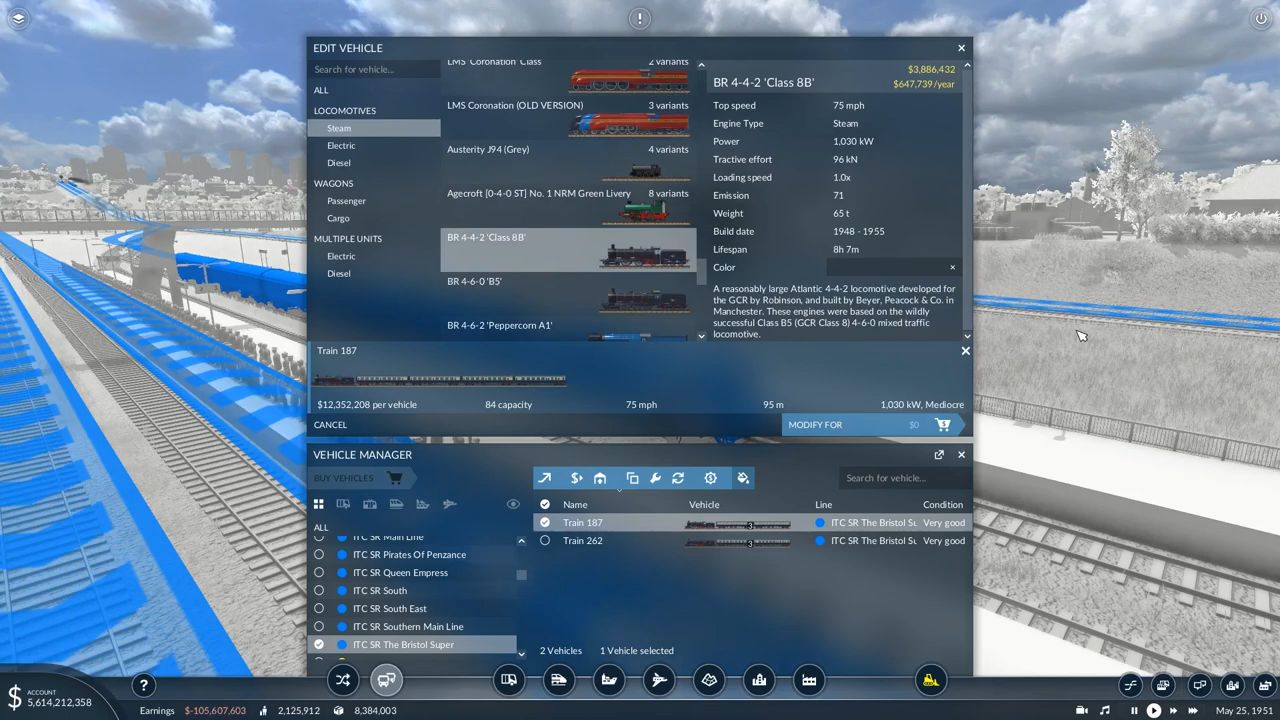 EDIT VEHICLE
Search for vehicle...
ALL
LOCOMOTIVES
Steam
Electric
Diesel
WAGONS
Passenger
Cargo
MULTIPLE UNITS
Electric
Diesel
LMS 'Coronation' Class 2 variants
LMS Coronation (OLD VERSION) 3 variants
Austerity J94 (Grey) 4 variants
Agecroft [0-4-0 ST] No. 1 NRM Green Livery 8 variants
BR 4-4-2 'Class 8B'
BR 4-6-0 'B5'
BR 4-6-2 'Peppercorn A1'
$3,886,432
BR 4-4-2 'Class 8B'
$647,739/year
Top speed 75 mph
Engine Type Steam
Power 1,030 kW
Tractive effort 96 kN
Loading speed 1.0x
Emission 71
Weight 65 t
Build date 1948 - 1955
Lifespan 8h 7m
Color
A reasonably large Atlantic 4-4-2 locomotive developed for
the GCR by Robinson, and built by Beyer, Peacock & Co. in
Manchester. These engines were based on the wildly
successful Class B5 (GCR Class 8) 4-6-0 mixed traffic
locomotive.
Train 187
$12,352,208 per vehicle 84 capacity 75 mph 95 m 1,030 kW, Mediocre
CANCEL MODIFY FOR $0
VEHICLE MANAGER
BUY VEHICLES
Search for vehicle...
ALL
ITC SR Main Line
ITC SR Pirates Of Penzance
ITC SR Queen Empress
ITC SR South
ITC SR South East
ITC SR Southern Main Line
ITC SR The Bristol Super
Name Vehicle Line Condition
Train 187 3 ITC SR The Bristol Su Very good
Train 262 3 ITC SR The Bristol Su Very good
2 Vehicles 1 Vehicle selected
$ ACCOUNT
5,614,212,358
?
Earnings $-105,607,603 2,125,912 8,384,003
May 25, 1951